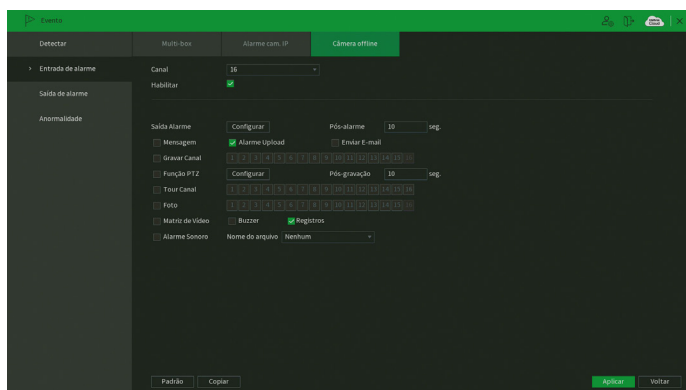 Eventa
Detectar
Multi-box
Alarme cam. IP
Câmera offline
Entrada de alarme
Saída de alarme
Anormalidade
Canal 16
Habilitar
Saída Alarme Configurar Pós-alarme 10 seg.
Mensagem Alarme Upload Enviar E-mail
Gravar Canal 1 2 3 4 5 6 7 8 9 10 11 12 13 14 15 16
Função PTZ Configurar Pós-gravação 10 seg.
Tour Canal 1 2 3 4 5 6 7 8 9 10 11 12 13 14 15 16
Foto 1 2 3 4 5 6 7 8 9 10 11 12 13 14 15 16
Matriz de Vídeo Buzzer Registros
Alarme Sonoro Nome do arquivo Nenhum
Padrão Copiar Aplicar Voltar